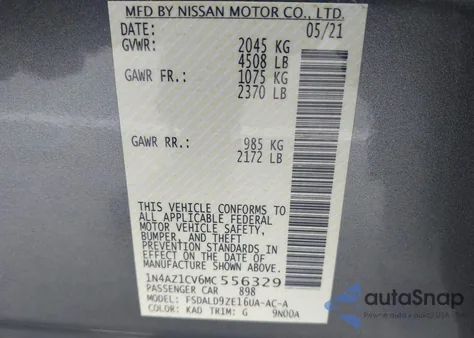 MFD BY NISSAN MOTOR CO., LTD.
DATE: 05/21
GVWR: 2045 KG
4508 LB
GAWR FR.: 1075 KG
2370 LB
GAWR RR.: 985 KG
2172 LB
THIS VEHICLE CONFORMS TO
ALL APPLICABLE FEDERAL
MOTOR VEHICLE SAFETY,
BUMPER, AND THEFT
PREVENTION STANDARDS
IN EFFECT ON THE DATE
OF MANUFACTURE SHOWN
ABOVE.
1N4AZ1CV6MC556329
PASSENGER CAR 898
MODEL: FSDALD9ZE16UA-AC-A
COLOR: KAD TRIM: G 9N00A
autoSnap